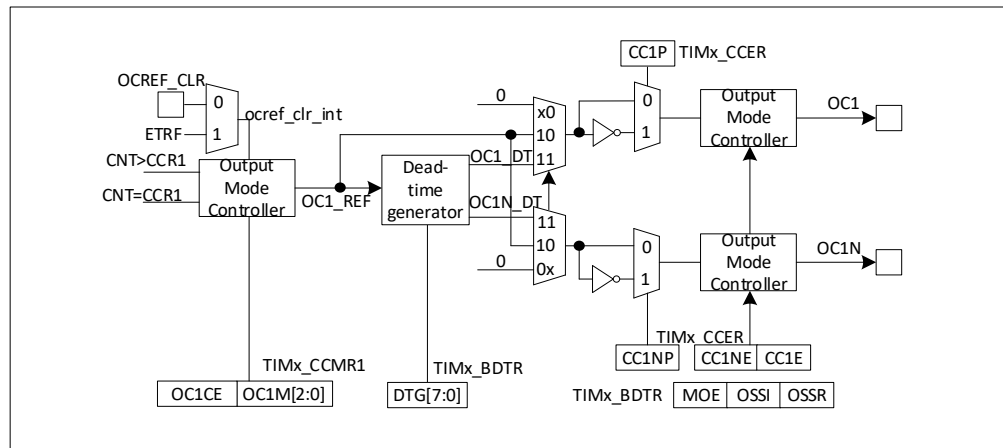 CC1P TIMx_CCER
OCREF_CLR
0
1
ocref_clr_int
ETRF
CNT>CCR1
CNT=CCR1
Output
Mode
Controller
OC1_REF
Dead-
time
generator
OC1_DT
OC1N_DT
0
x0
10
11
11
10
0x
0
0
1
Output
Mode
Controller
OC1
0
1
Output
Mode
Controller
OC1N
TIMx_CCMR1
OC1CE OC1M[2:0]
TIMx_BDTR
DTG[7:0]
TIMx_CCER
CC1NP CC1NE CC1E
TIMx_BDTR MOE OSSI OSSR